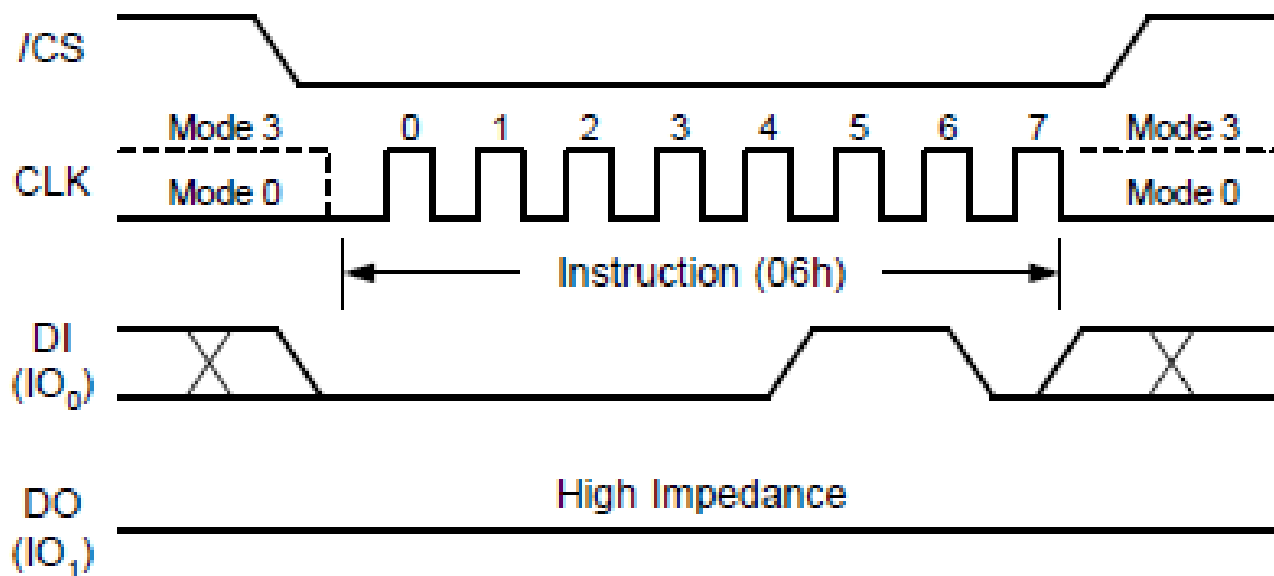 /CS
Mode 3 0 1 2 3 4 5 6 7 Mode 3
CLK
Mode 0 Mode 0
Instruction (06h)
DI
(IO0)
High Impedance
DO
(IO1)